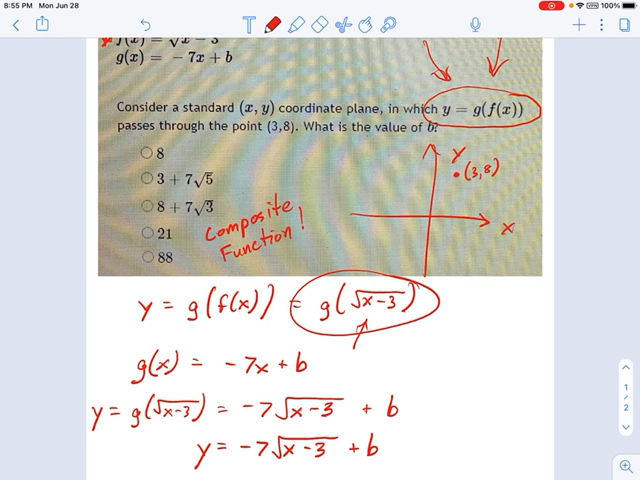 8:55 PM Mon Jun 28
100%
T
f(x) = √x − 3
g(x) = − 7x + b
Consider a standard (x, y) coordinate plane, in which y = g(f(x))
passes through the point (3,8). What is the value of b?
8
3 + 7√5
8 + 7√3
21
88
Composite
Function!
y
(3,8)
x
y = g(f(x)) = g(√x-3)
g(x) = -7x + b
y = g(√x-3) = -7√x-3 + b
y = -7√x-3 + b
1
/
2